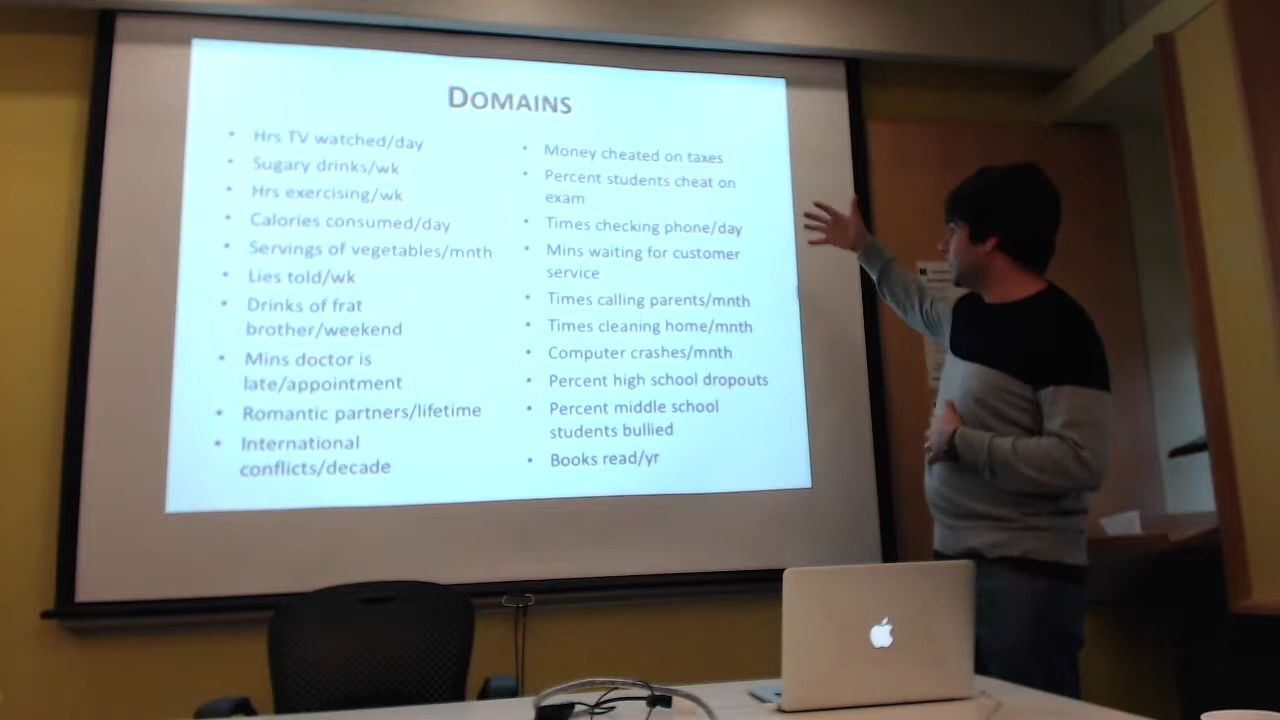 DOMAINS
• Hrs TV watched/day
• Sugary drinks/wk
• Hrs exercising/wk
• Calories consumed/day
• Servings of vegetables/mnth
• Lies told/wk
• Drinks of frat
brother/weekend
• Mins doctor is
late/appointment
• Romantic partners/lifetime
• International
conflicts/decade
• Money cheated on taxes
• Percent students cheat on
exam
• Times checking phone/day
• Mins waiting for customer
service
• Times calling parents/mnth
• Times cleaning home/mnth
• Computer crashes/mnth
• Percent high school dropouts
• Percent middle school
students bullied
• Books read/yr